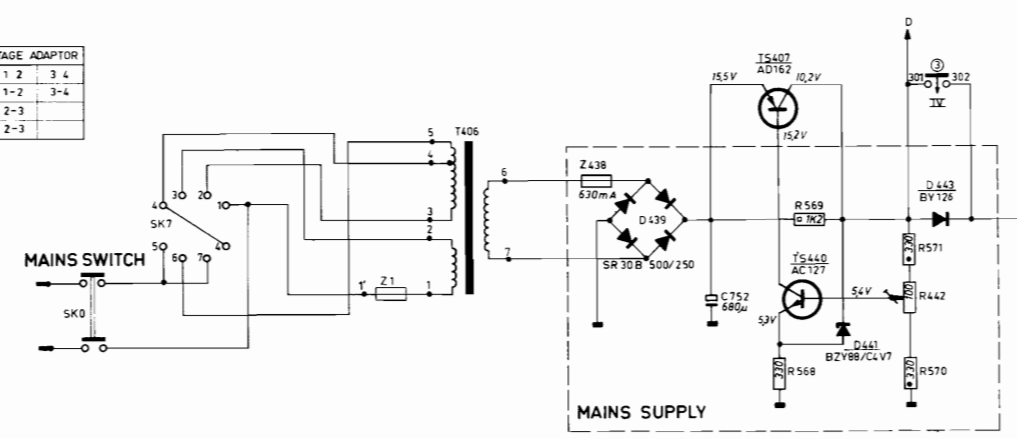 TAGE ADAPTOR
1 2 3 4
1-2 3-4
2-3
2-3
D
3
301 302
IV
TS407
AD162
15,5V 10,2V
15,2V
5 T406
4
3
2
1
6
7
Z438
630mA
D439
SR30B 500/250
R569
1K2
D443
BY126
330 R571
TS440
AC127
5,4V
100 R442
5,3V
C752
680µ
D441
BZY88/C4V7
330 R568
330 R570
MAINS SUPPLY
3 2
4 1
SK7
5 6 7 4
1' Z1
MAINS SWITCH
SK0